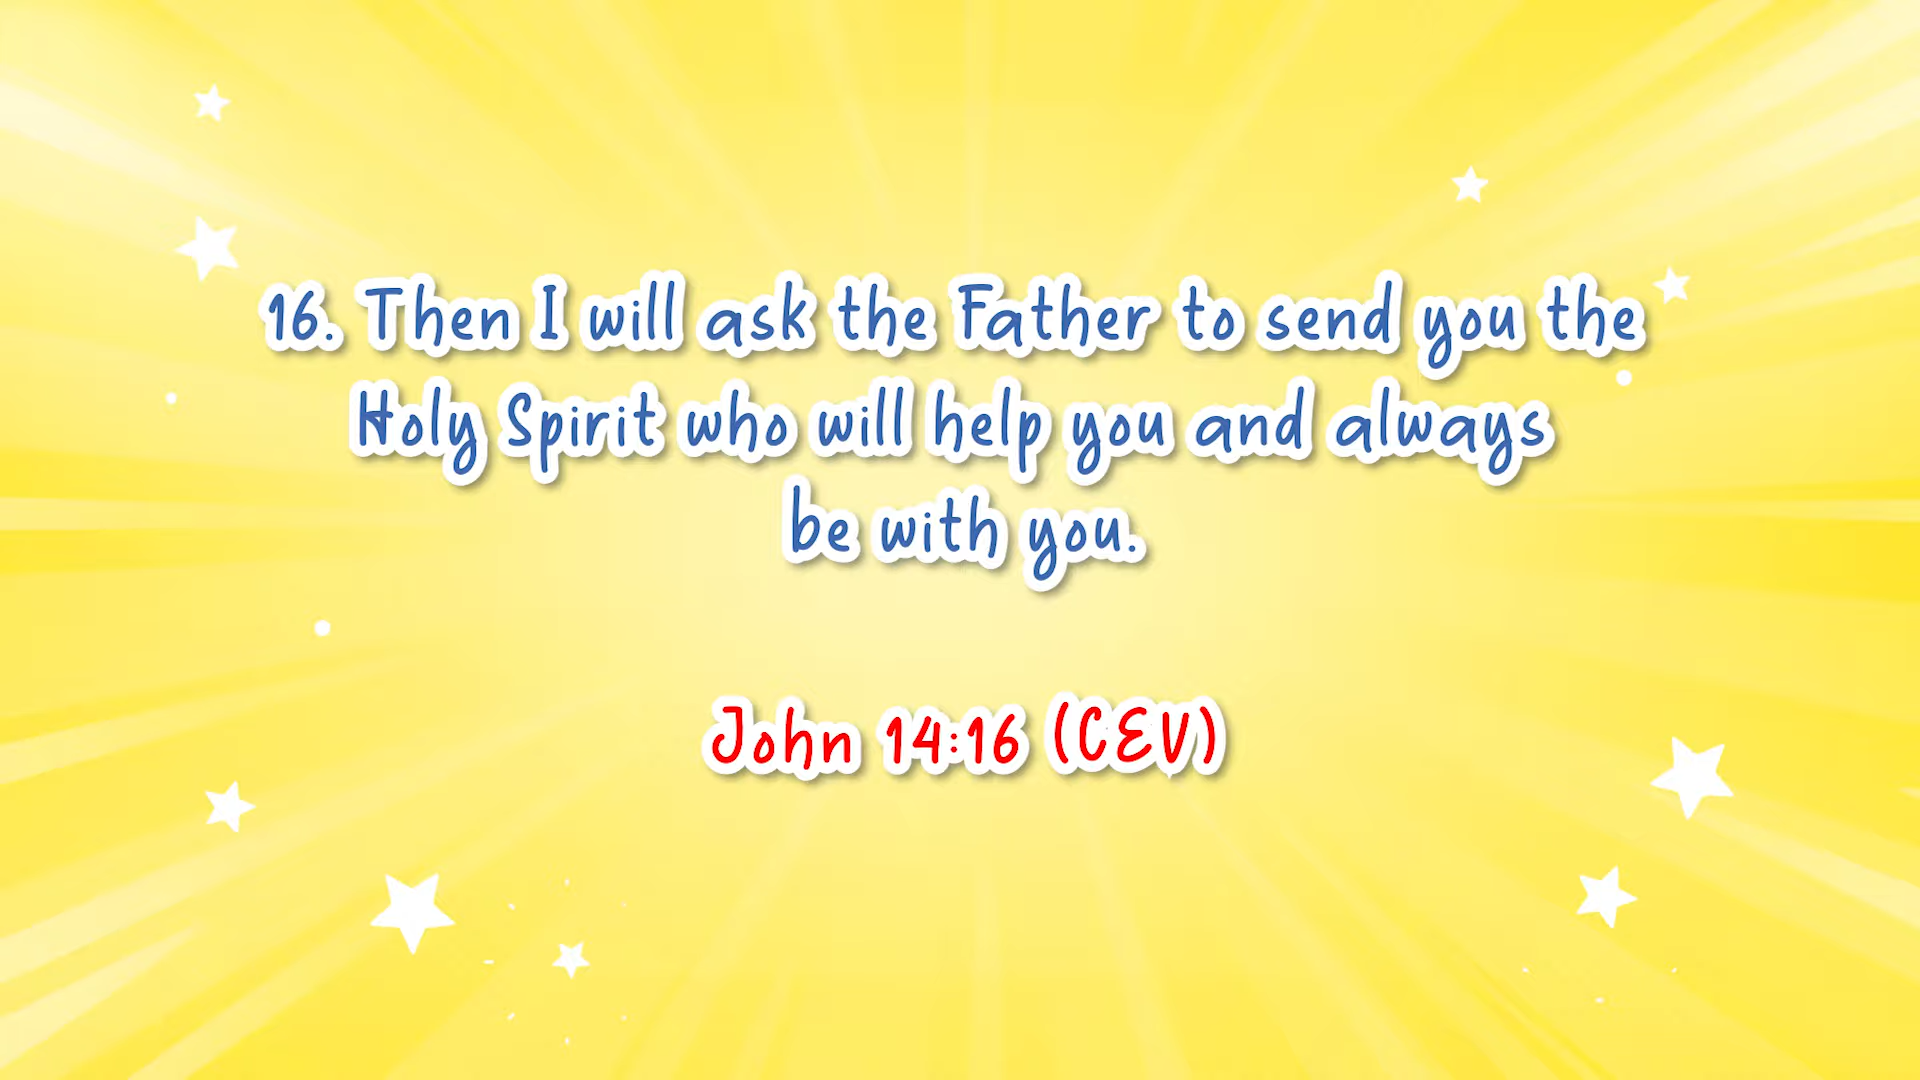 16. Then I will ask the Father to send you the
Holy Spirit who will help you and always
be with you.
John 14:16 (CEV)